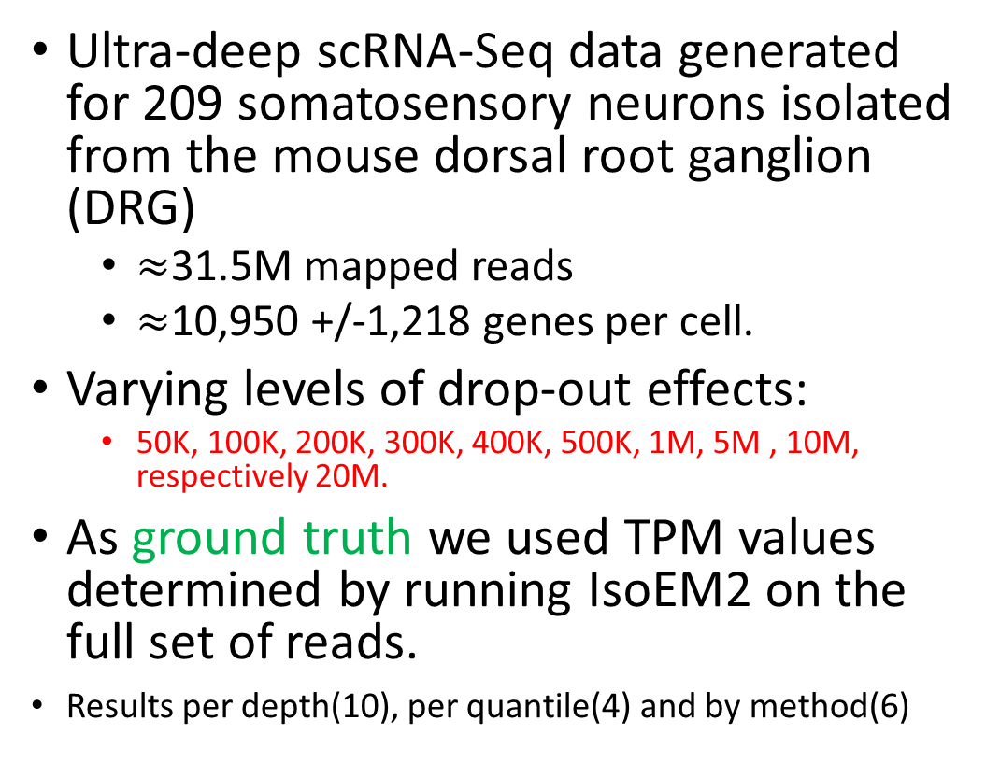 • Ultra-deep scRNA-Seq data generated
for 209 somatosensory neurons isolated
from the mouse dorsal root ganglion
(DRG)
• ≈31.5M mapped reads
• ≈10,950 +/-1,218 genes per cell.
• Varying levels of drop-out effects:
• 50K, 100K, 200K, 300K, 400K, 500K, 1M, 5M , 10M,
respectively 20M.
• As ground truth we used TPM values
determined by running IsoEM2 on the
full set of reads.
• Results per depth(10), per quantile(4) and by method(6)